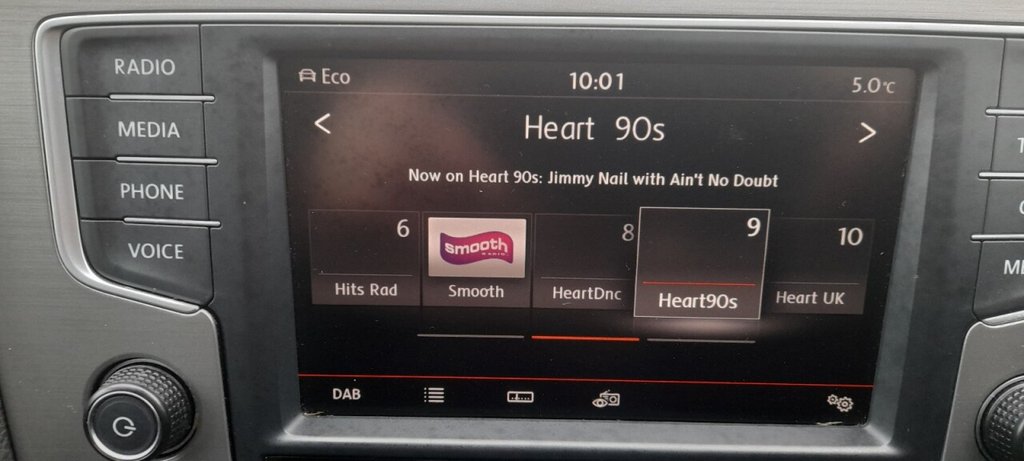 RADIO
MEDIA
PHONE
VOICE
Eco 10:01 5.0°C
< Heart 90s >
Now on Heart 90s: Jimmy Nail with Ain't No Doubt
6 8 9 10
smooth
RADIO
Hits Rad Smooth HeartDnc Heart90s Heart UK
DAB